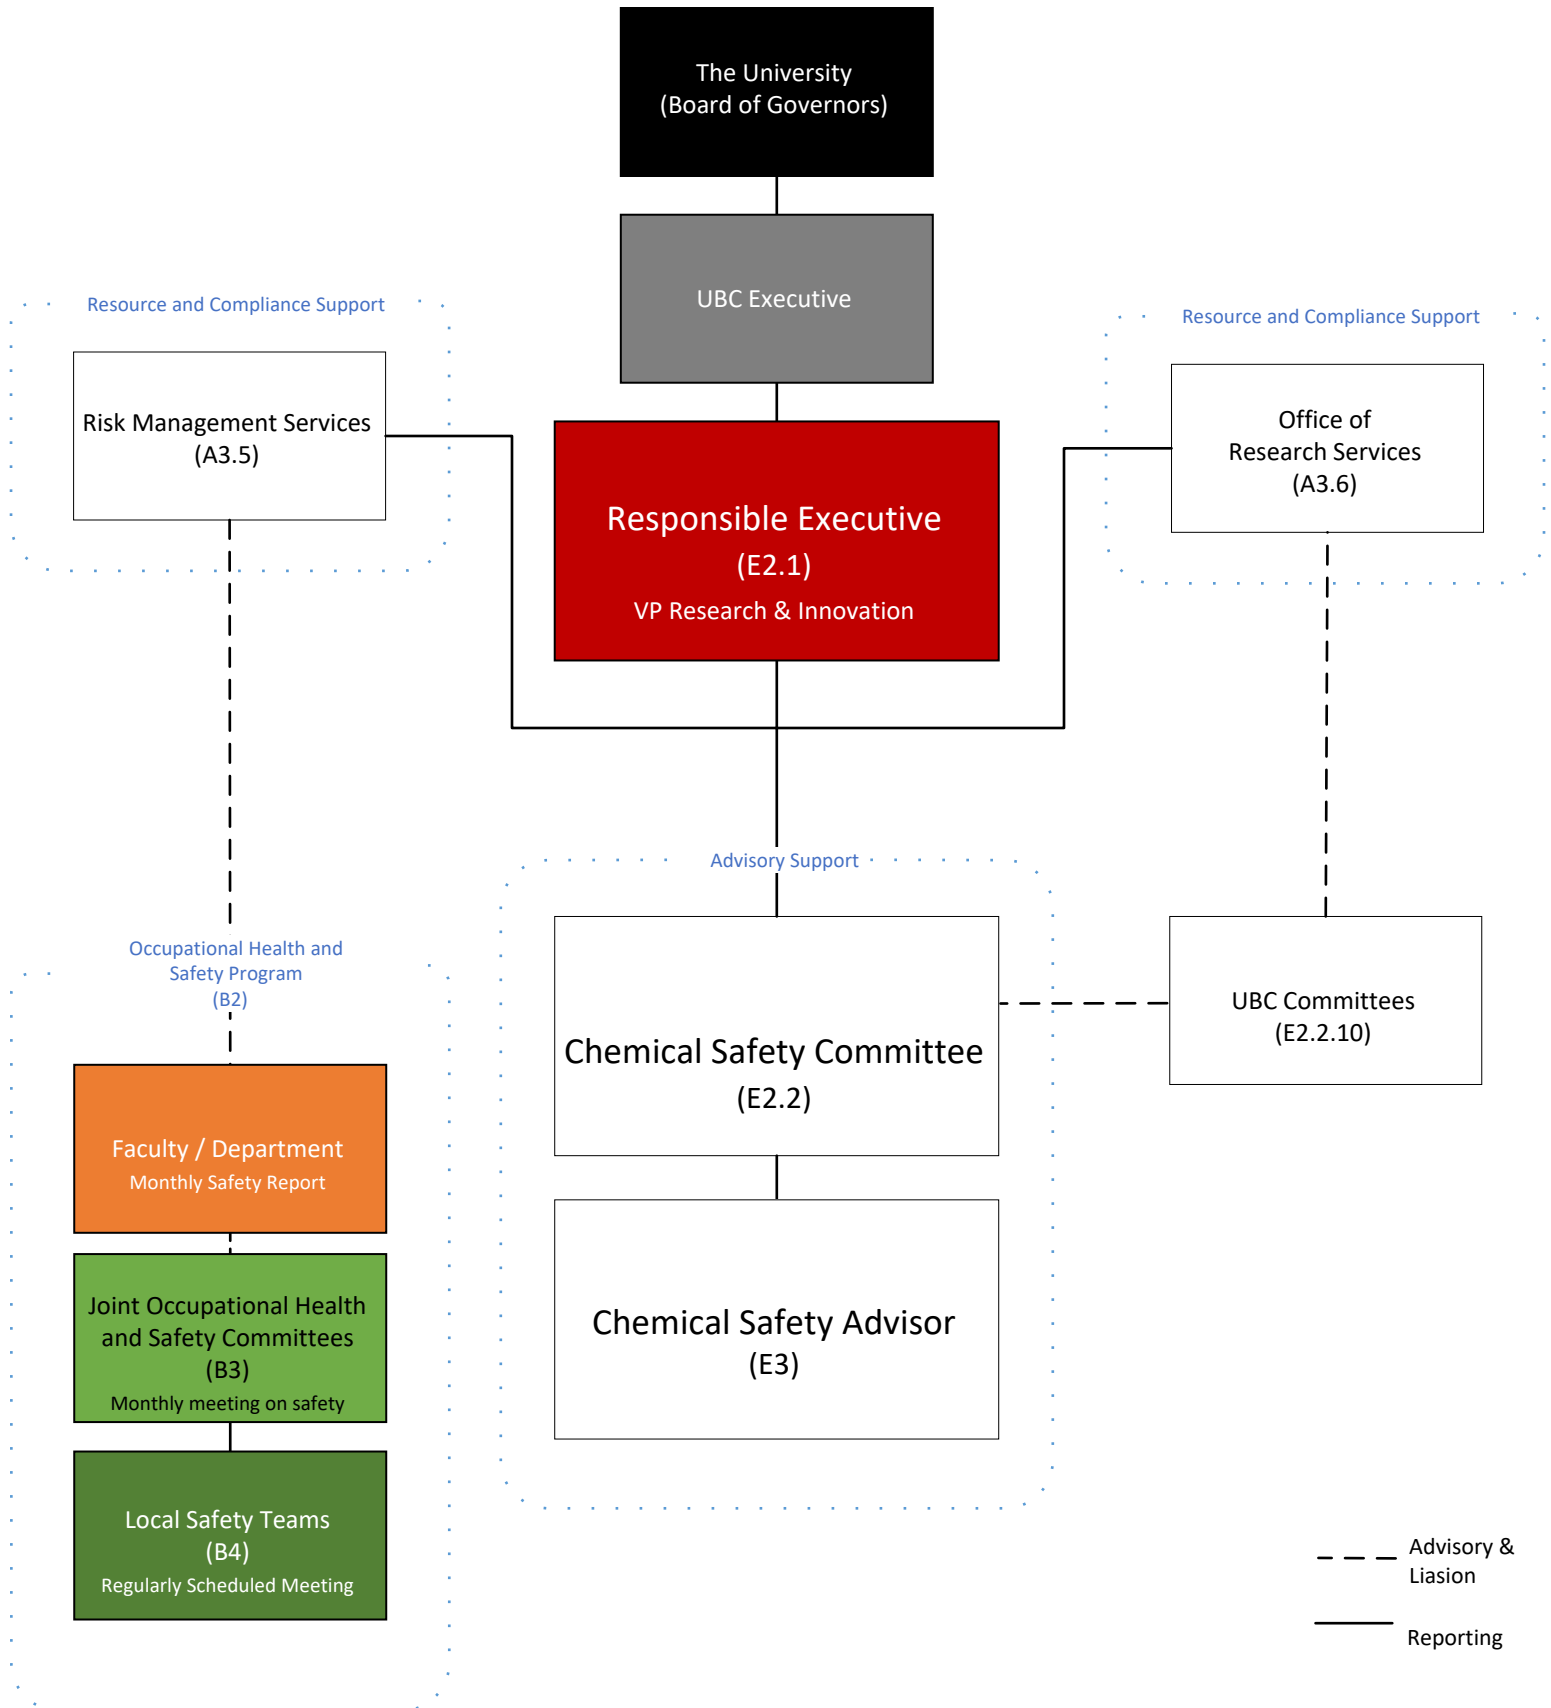 The University
(Board of Governors)
UBC Executive
Resource and Compliance Support
Resource and Compliance Support
Risk Management Services
(A3.5)
Office of
Research Services
(A3.6)
Responsible Executive
(E2.1)
VP Research & Innovation
Advisory Support
Occupational Health and
Safety Program
(B2)
Chemical Safety Committee
(E2.2)
UBC Committees
(E2.2.10)
Faculty / Department
Monthly Safety Report
Joint Occupational Health
and Safety Committees
(B3)
Monthly meeting on safety
Chemical Safety Advisor
(E3)
Local Safety Teams
(B4)
Regularly Scheduled Meeting
Advisory &
Liasion
Reporting